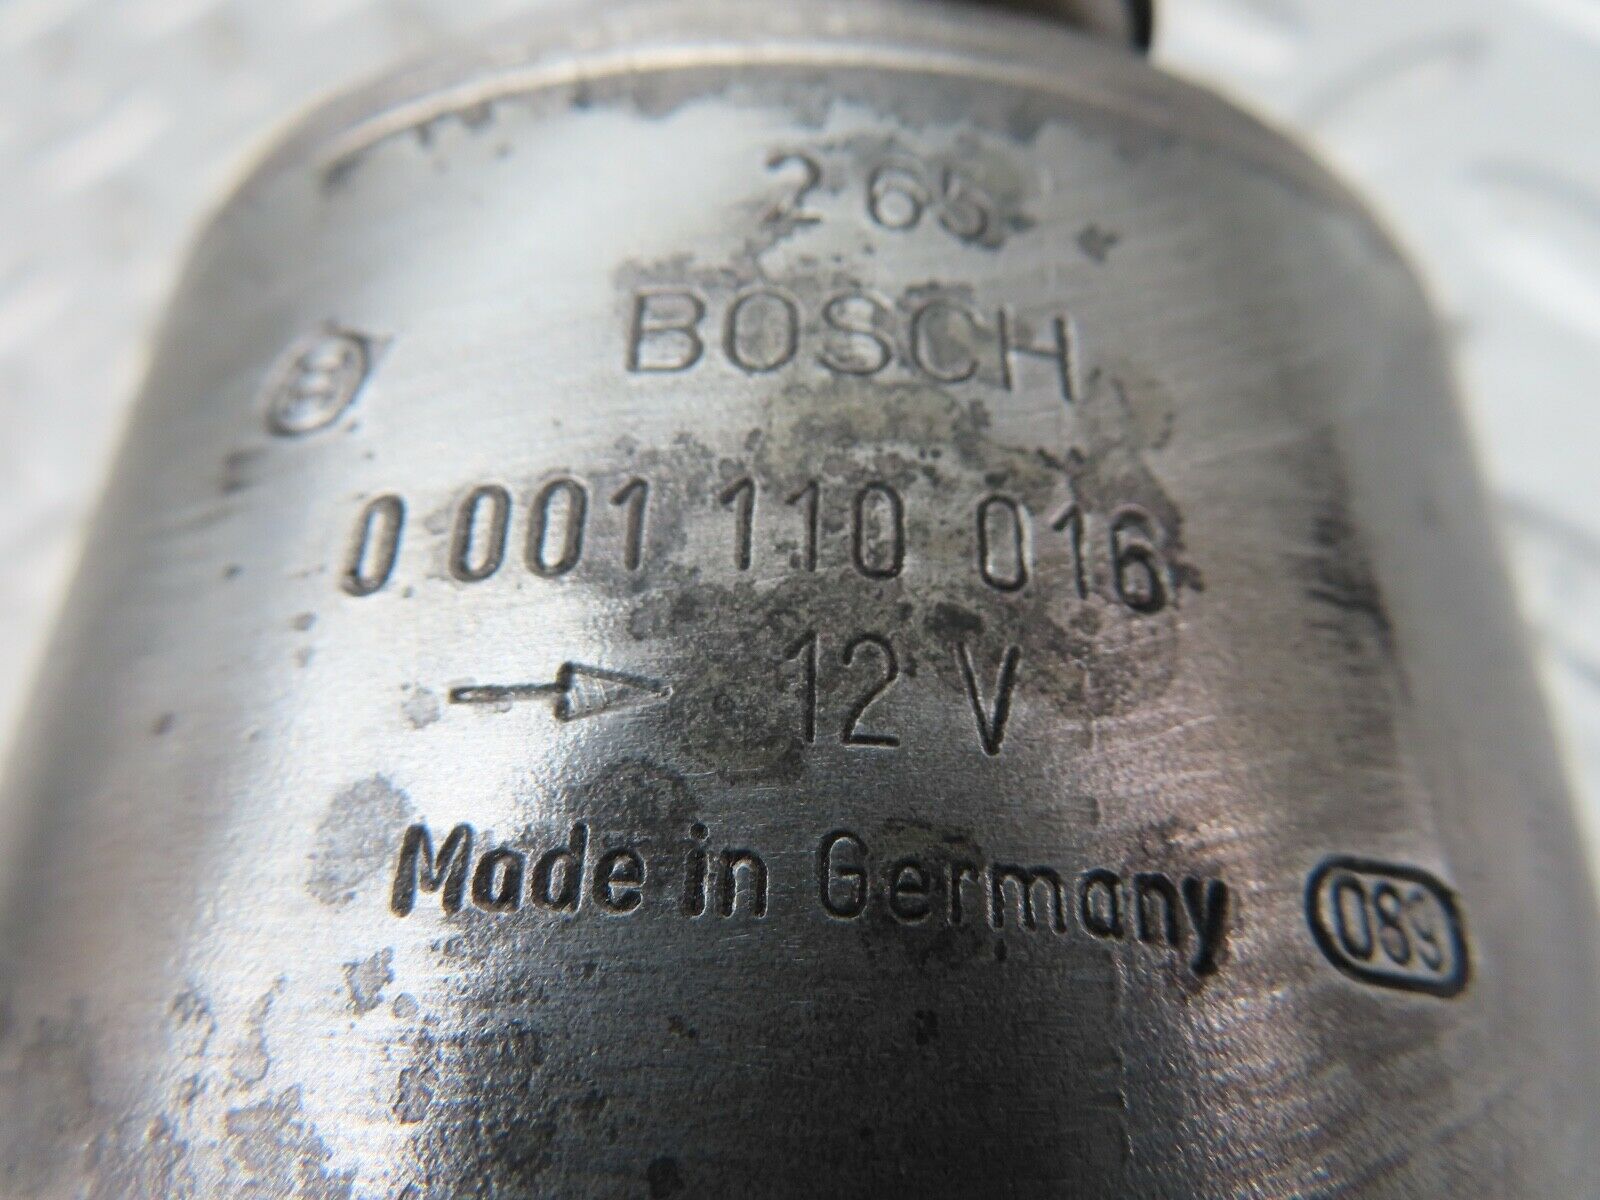 265
BOSCH
0 001 110 016
12 V
Made in Germany
089